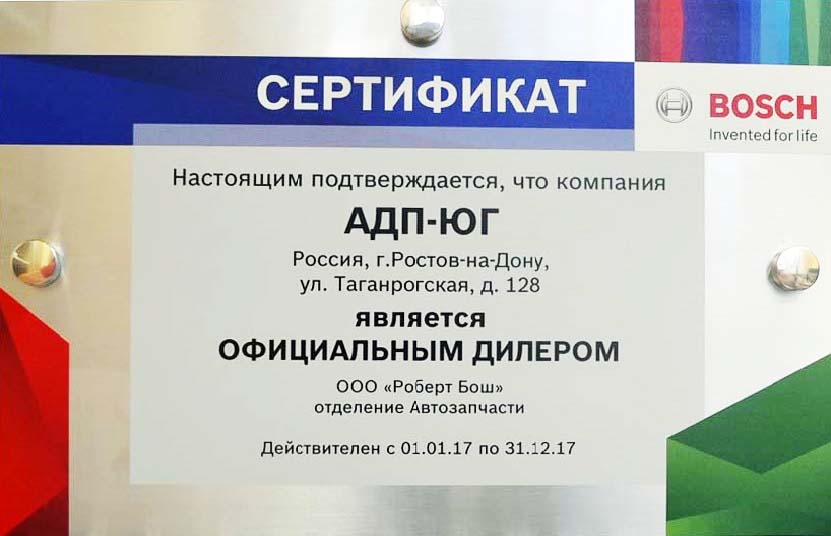 СЕРТИФИКАТ
BOSCH
Invented for life
Настоящим подтверждается, что компания
АДП-ЮГ
Россия, г.Ростов-на-Дону,
ул. Таганрогская, д. 128
является
ОФИЦИАЛЬНЫМ ДИЛЕРОМ
ООО «Роберт Бош»
отделение Автозапчасти
Действителен с 01.01.17 по 31.12.17